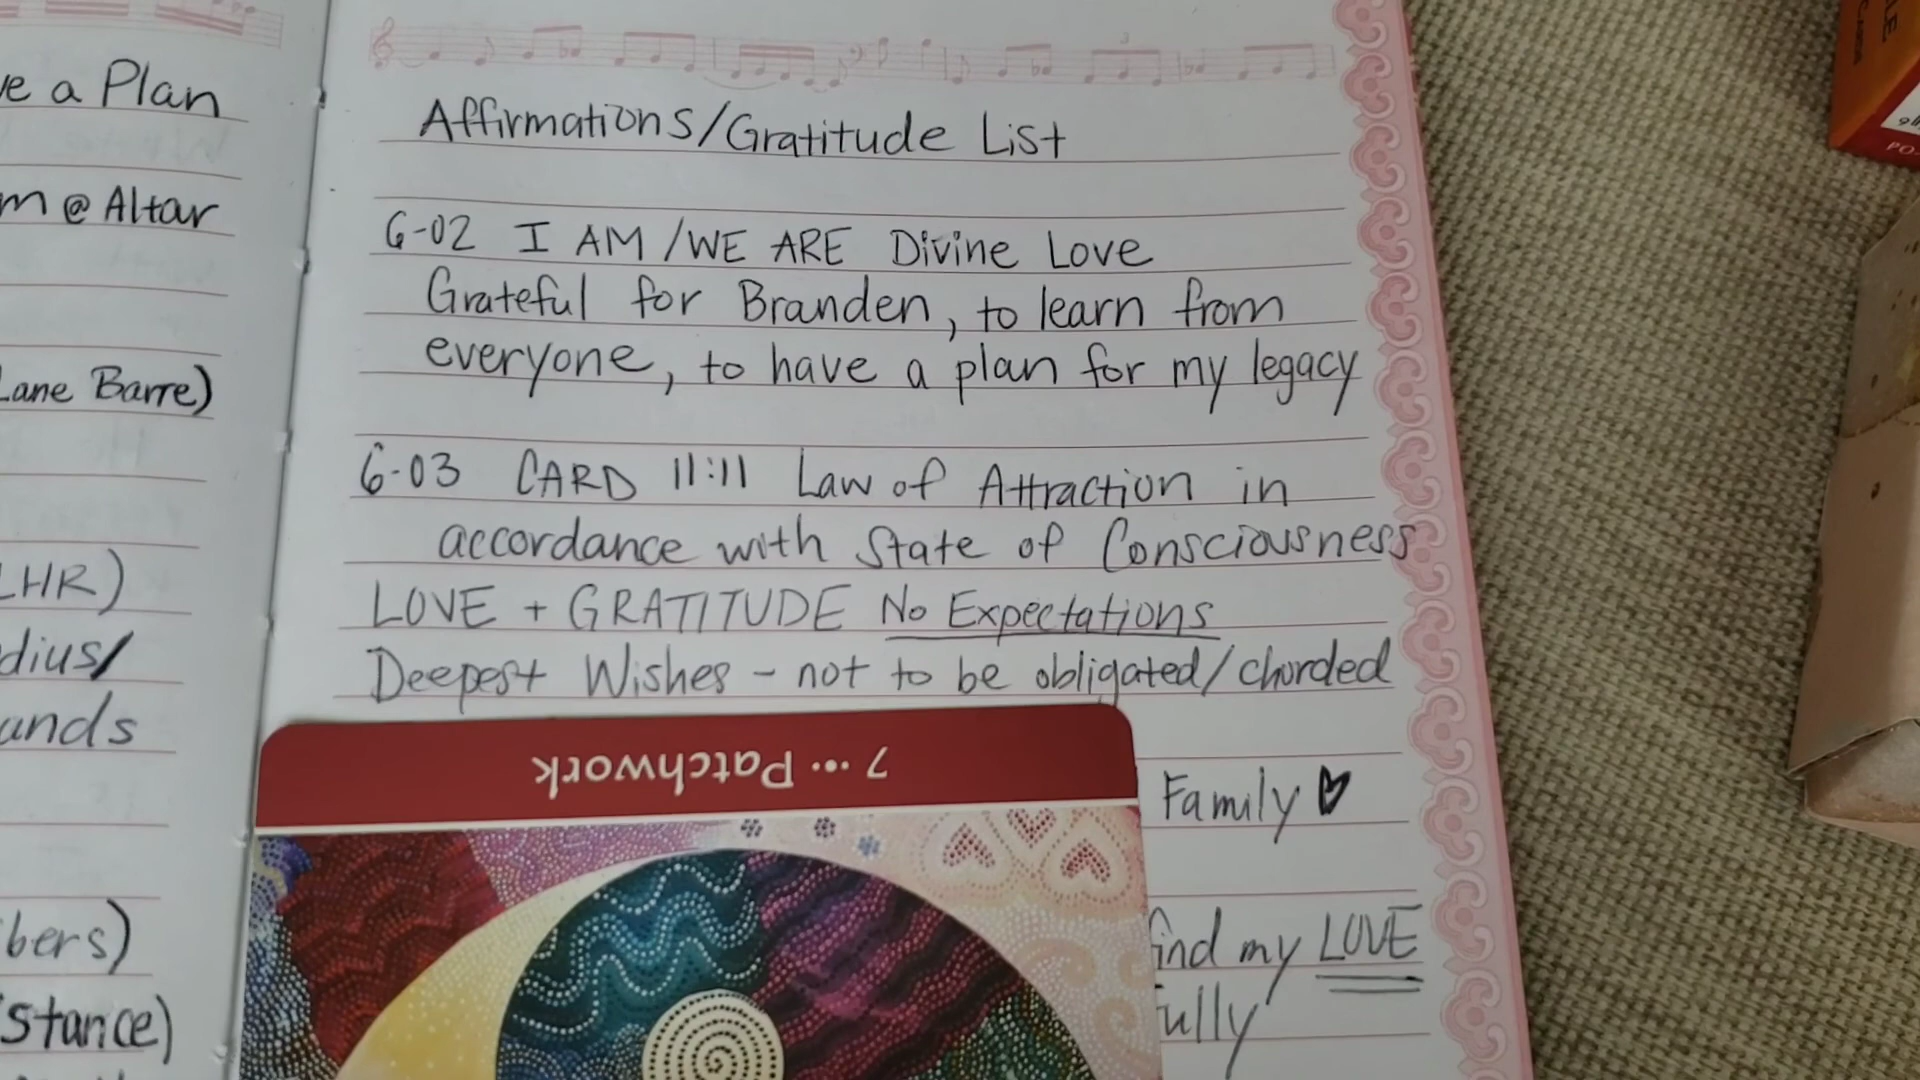 ve a Plan
m @ Altar
Lane Barre)
LHR)
dius/
ands
bers)
stance)
Affirmations/Gratitude List
6-02 I AM /WE ARE Divine Love
Grateful for Branden, to learn from
everyone, to have a plan for my legacy
6-03 CARD 11:11 Law of Attraction in
accordance with State of Consciousness
LOVE + GRATITUDE No Expectations
Deepest Wishes - not to be obligated/chorded
7 ... Patchwork
Family
find my LOVE
fully